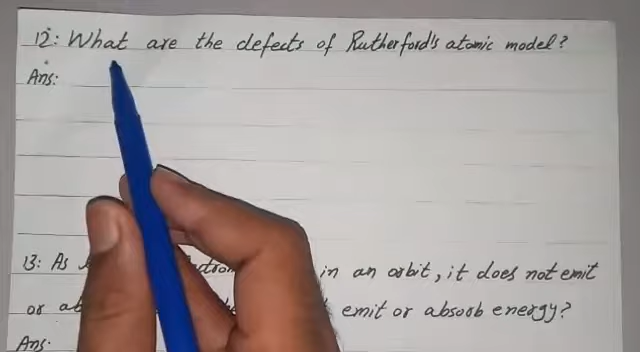 12: What are the defects of Rutherford's atomic model?
Ans:
13: As in an orbit, it does not emit
or emit or absorb energy?
Ans: